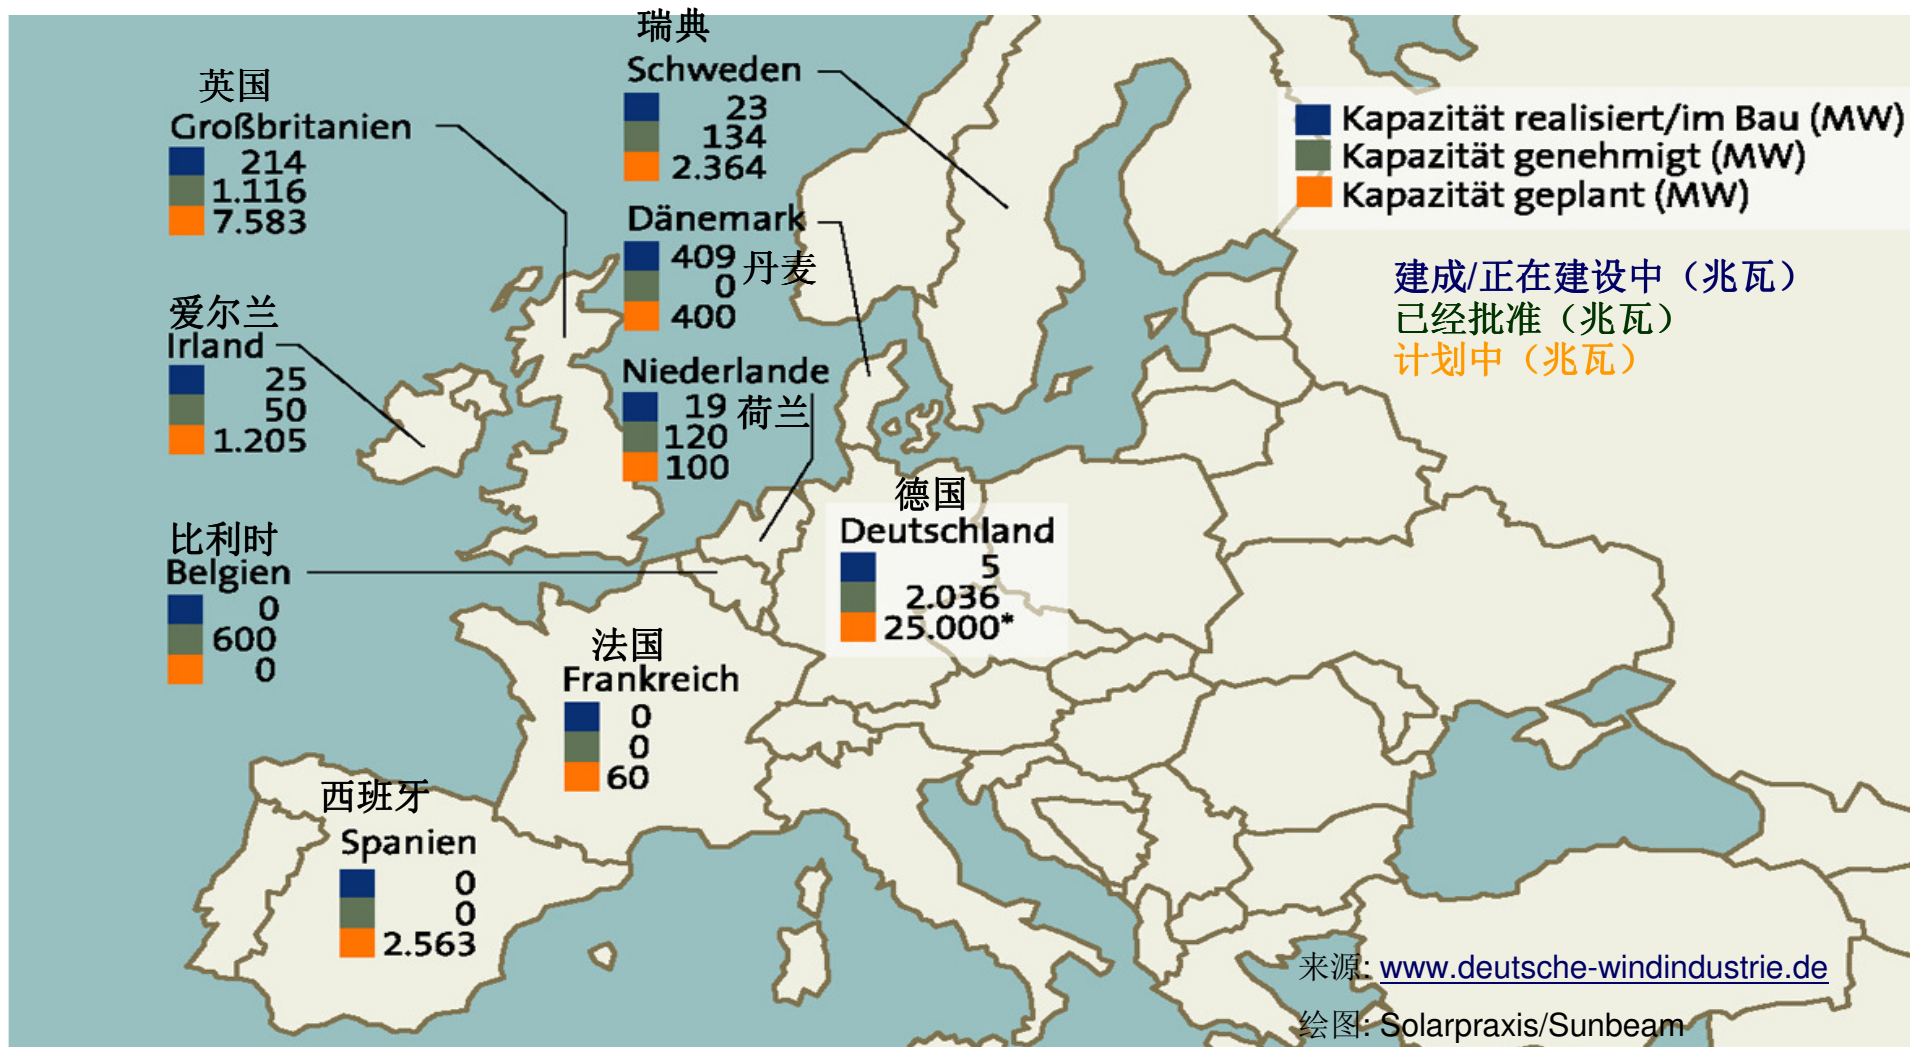 瑞典
Schweden
23
134
2.364
英国
Großbritanien
214
1.116
7.583
Kapazität realisiert/im Bau (MW)
Kapazität genehmigt (MW)
Kapazität geplant (MW)
建成/正在建设中（兆瓦）
已经批准（兆瓦）
计划中（兆瓦）
Dänemark
409 丹麦
0
400
爱尔兰
Irland
25
50
1.205
Niederlande
19 荷兰
120
100
德国
Deutschland
5
2.036
25.000*
比利时
Belgien
0
600
0
法国
Frankreich
0
0
60
西班牙
Spanien
0
0
2.563
来源: www.deutsche-windindustrie.de
绘图: Solarpraxis/Sunbeam